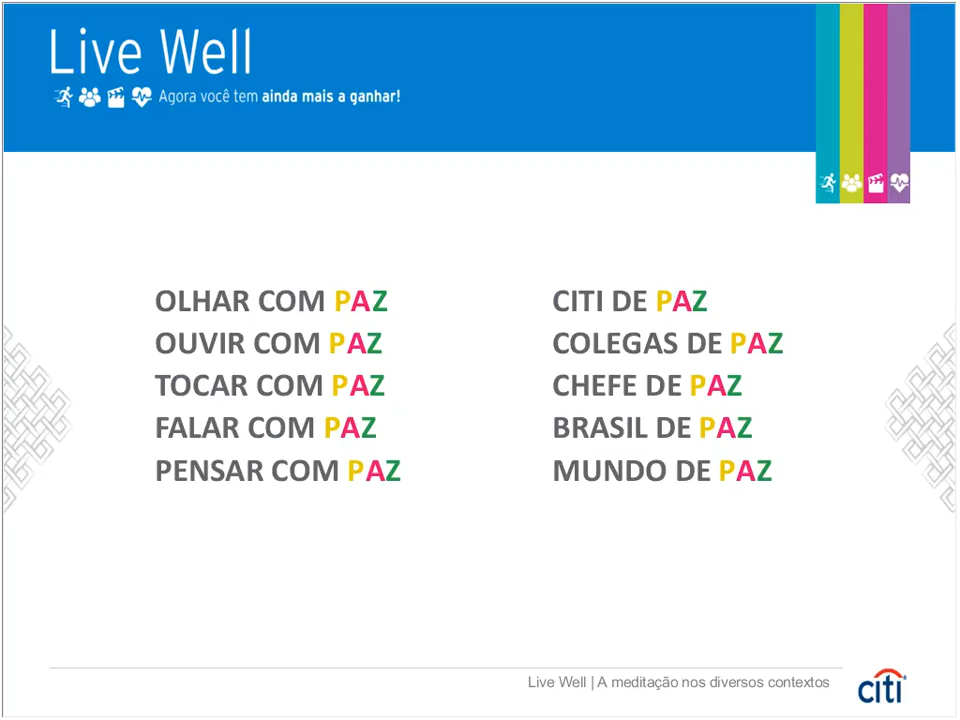 Live Well
Agora você tem ainda mais a ganhar!
OLHAR COM PAZ
OUVIR COM PAZ
TOCAR COM PAZ
FALAR COM PAZ
PENSAR COM PAZ
CITI DE PAZ
COLEGAS DE PAZ
CHEFE DE PAZ
BRASIL DE PAZ
MUNDO DE PAZ
Live Well | A meditação nos diversos contextos
citi